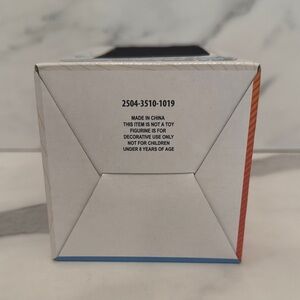 2504-3510-1019
MADE IN CHINA
THIS ITEM IS NOT A TOY
FIGURINE IS FOR
DECORATIVE USE ONLY
NOT FOR CHILDREN
UNDER 8 YEARS OF AGE